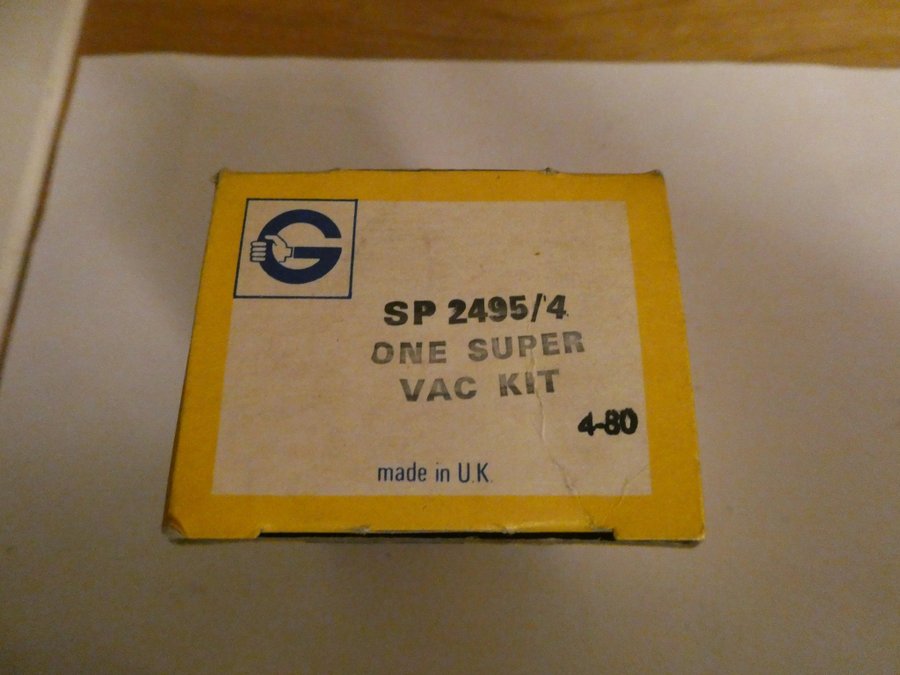 G
SP 2495/4
ONE SUPER
VAC KIT
4-80
made in U.K.